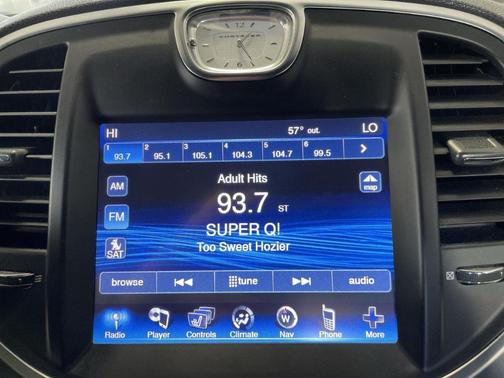 12
CHRYSLER
HI 57° out. LO
1 2 3 4 5 6
93.7 95.1 105.1 104.3 104.7 99.5 >
Adult Hits
AM 93.7 ST map
FM
SUPER Q!
SAT Too Sweet Hozier
browse tune audio
Radio Player Controls Climate W Nav Phone More